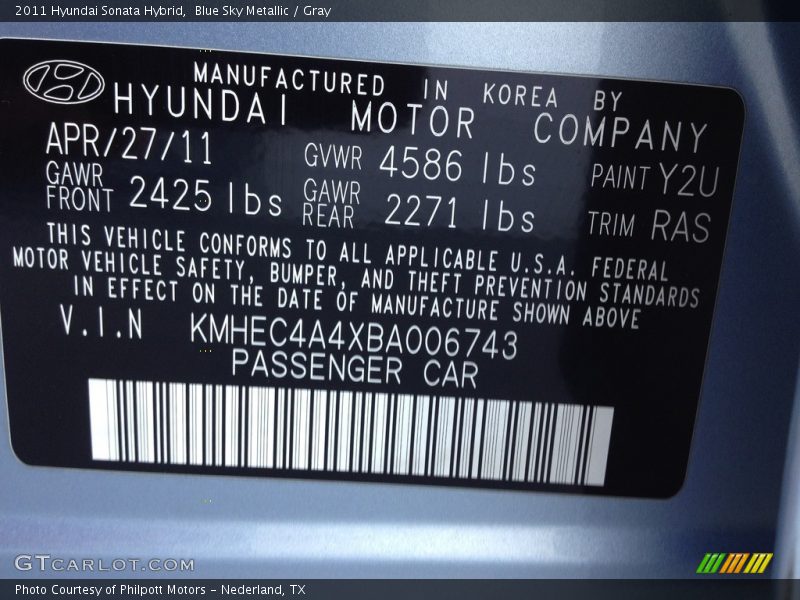 2011 Hyundai Sonata Hybrid,  Blue Sky Metallic / Gray
MANUFACTURED IN KOREA BY
HYUNDAI MOTOR COMPANY
APR/27/11 GVWR 4586 lbs PAINT Y2U
GAWR FRONT 2425 lbs GAWR REAR 2271 lbs TRIM RAS
THIS VEHICLE CONFORMS TO ALL APPLICABLE U.S.A. FEDERAL
MOTOR VEHICLE SAFETY, BUMPER, AND THEFT PREVENTION STANDARDS
IN EFFECT ON THE DATE OF MANUFACTURE SHOWN ABOVE
V.I.N KMHEC4A4XBA006743
PASSENGER CAR
GTCARLOT.COM
Photo Courtesy of Philpott Motors - Nederland, TX